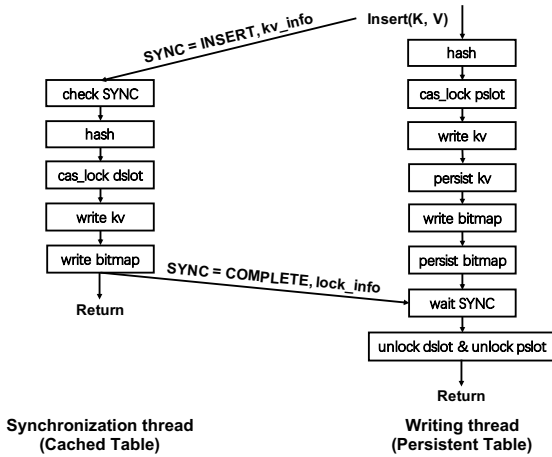 Insert(K, V)
SYNC = INSERT, kv_info
check SYNC
hash
cas_lock dslot
write kv
write bitmap
Return
hash
cas_lock pslot
write kv
persist kv
write bitmap
persist bitmap
SYNC = COMPLETE, lock_info
wait SYNC
unlock dslot & unlock pslot
Return
Synchronization thread
(Cached Table)
Writing thread
(Persistent Table)